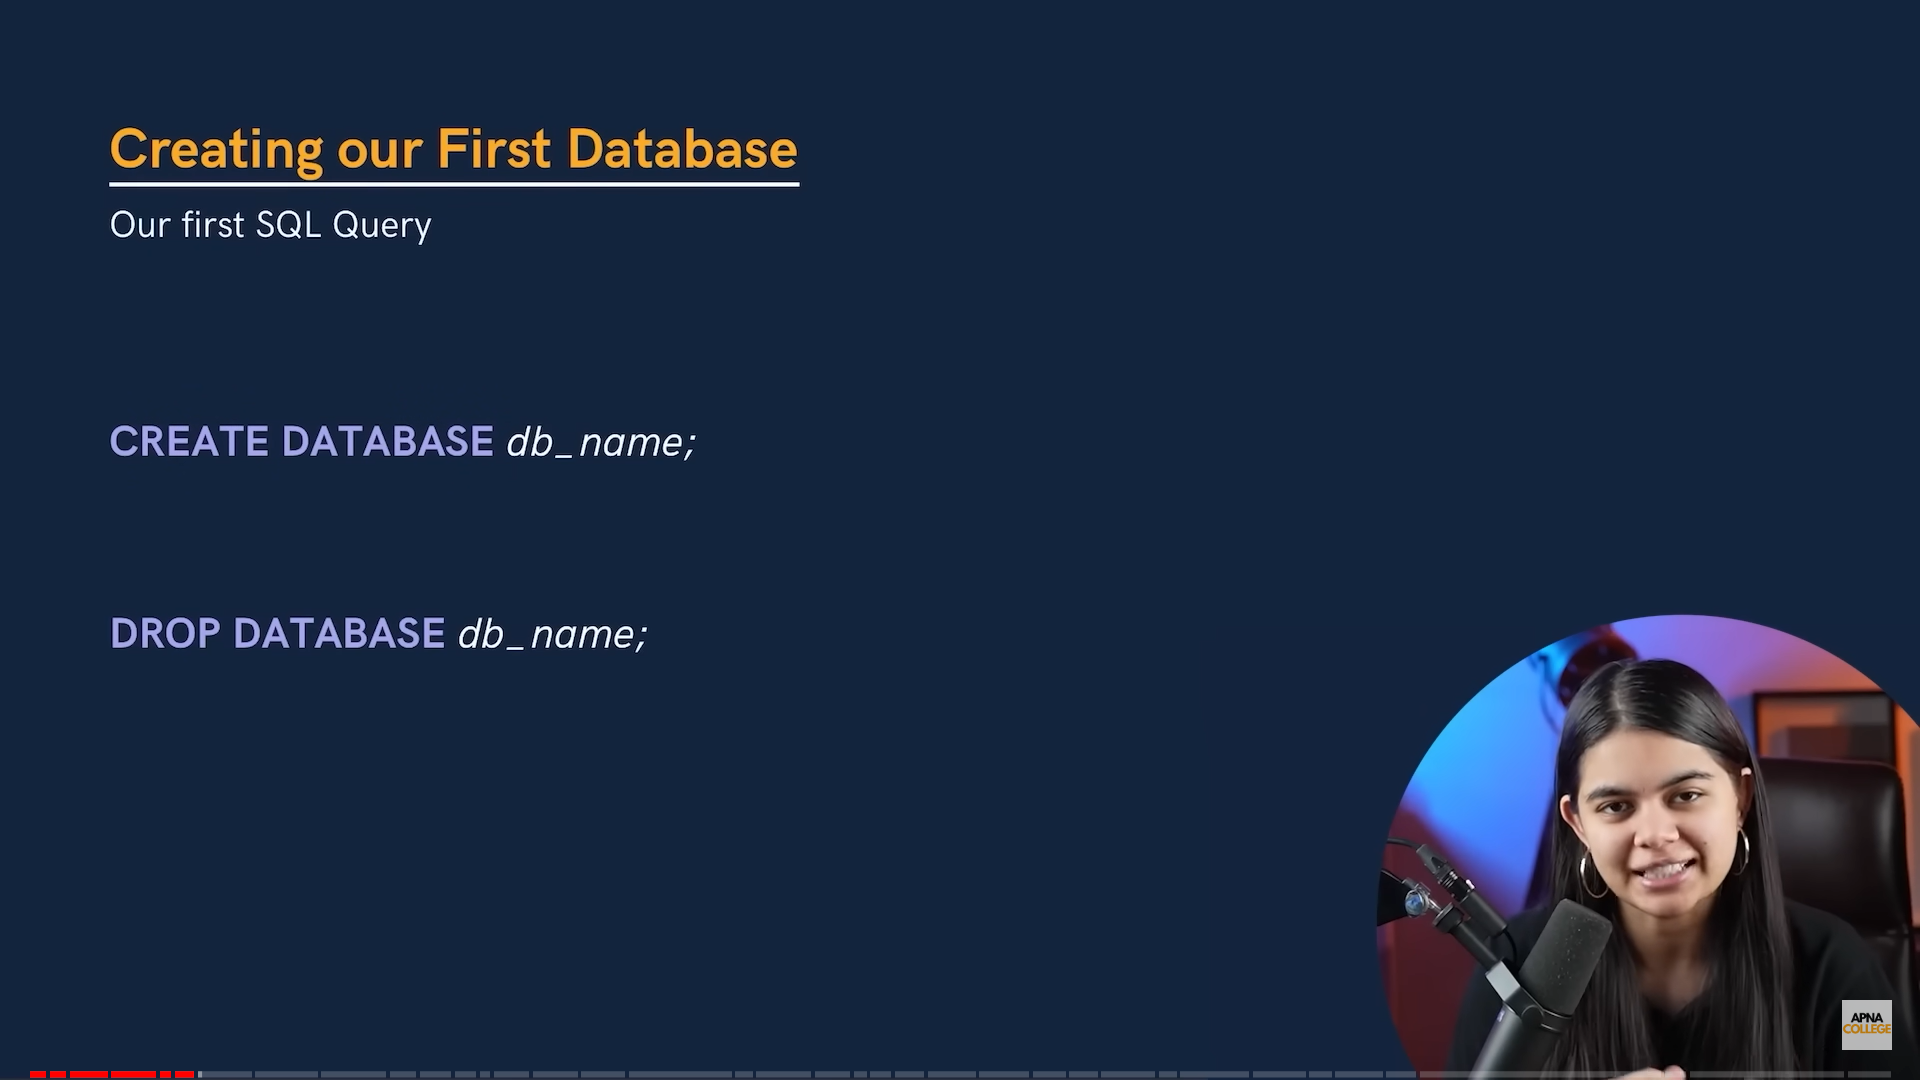 Creating our First Database
Our first SQL Query
CREATE DATABASE db_name;
DROP DATABASE db_name;
APNA
COLLEGE